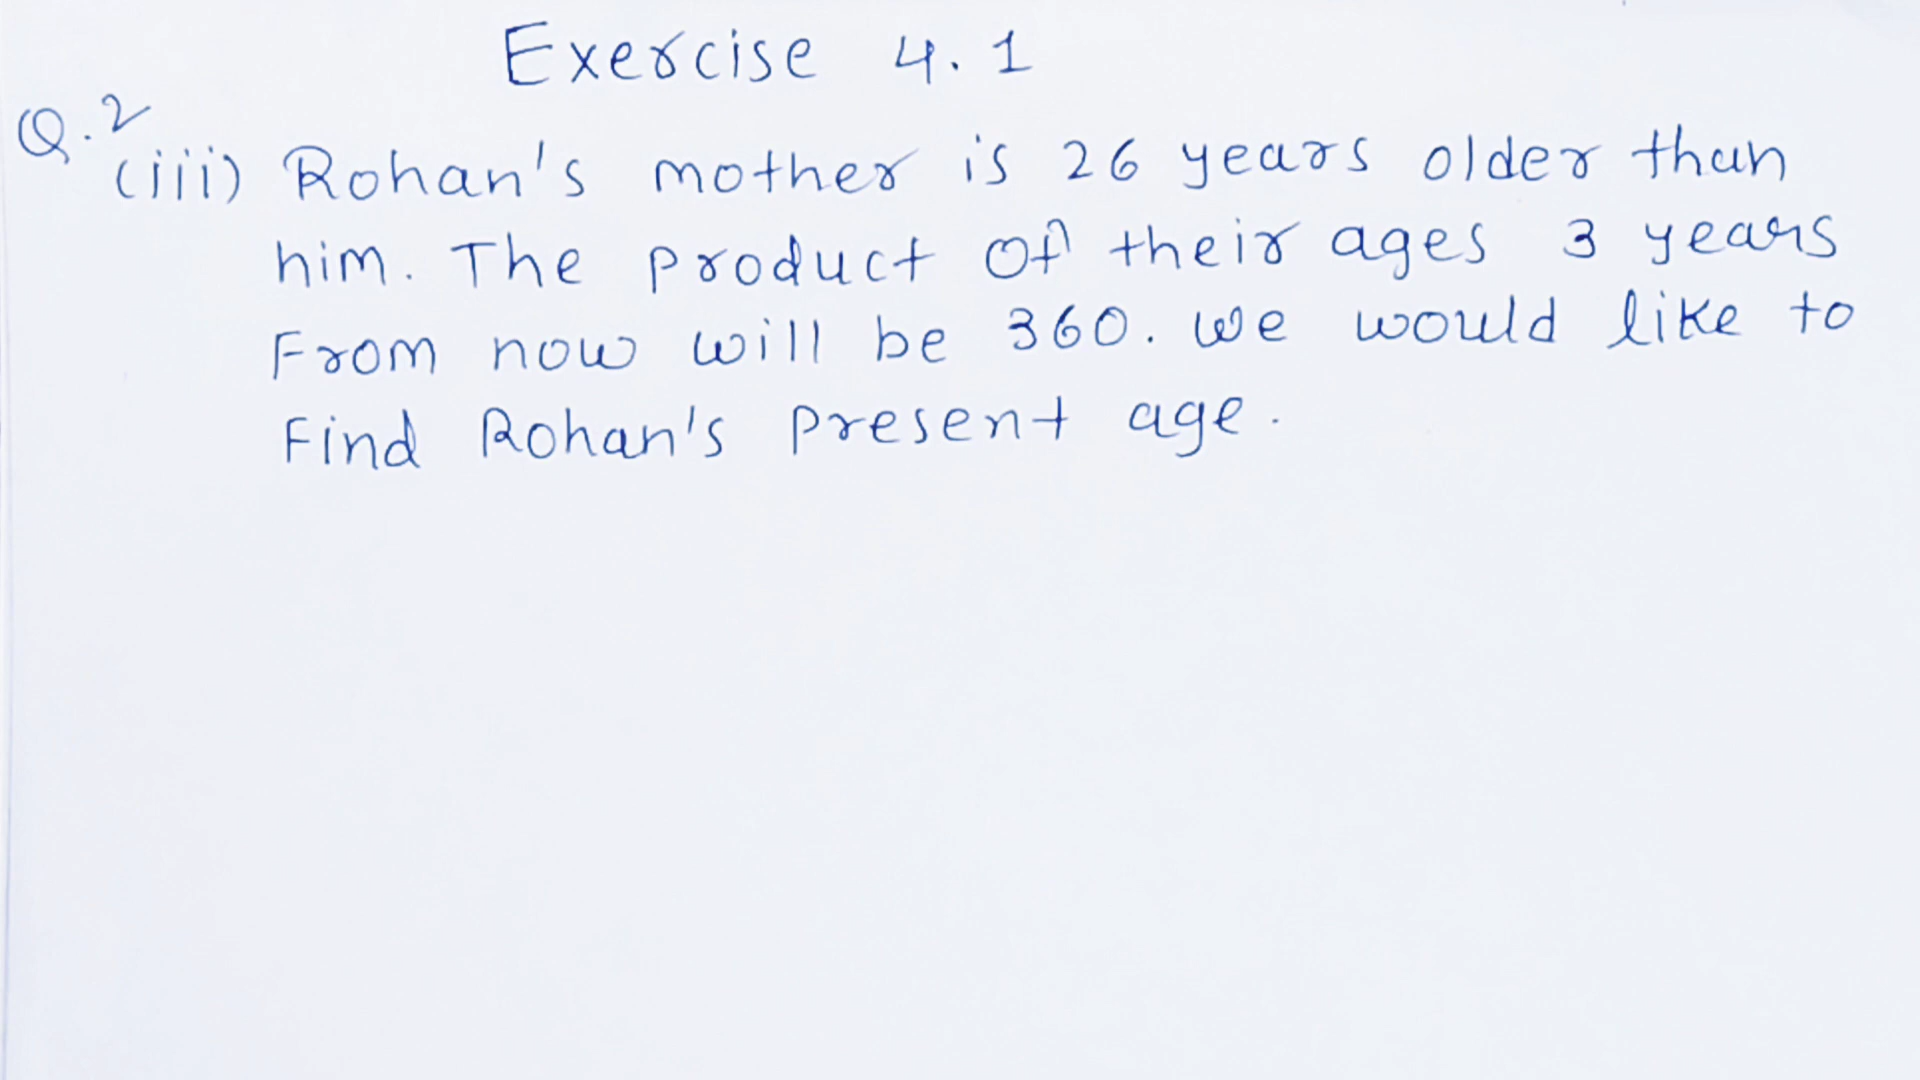 Exercise 4.1
Q.2
(iii) Rohan's mother is 26 years older than
him. The product of their ages 3 years
From now will be 360. we would like to
Find Rohan's present age.